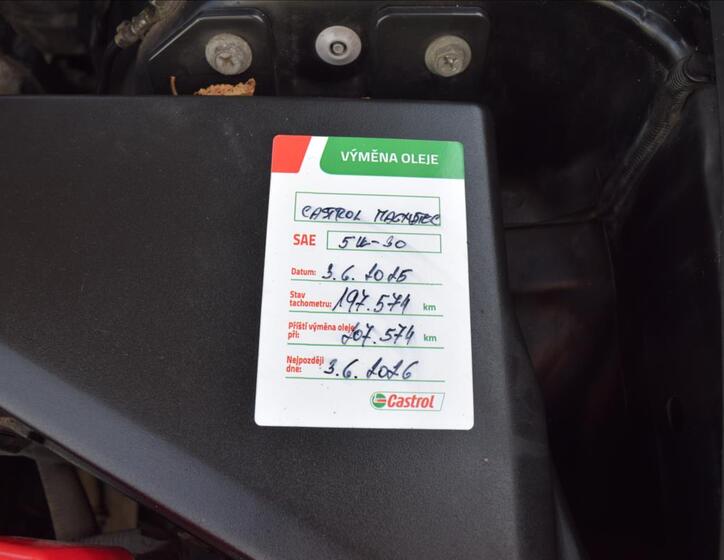 VÝMĚNA OLEJE
CASTROL MAGNATEC
SAE 5W-30
Datum: 3.6.2025
Stav
tachometru: 197.574 km
Příští výměna oleje
při: 207.574 km
Nejpozději
dne: 3.6.2026
Castrol